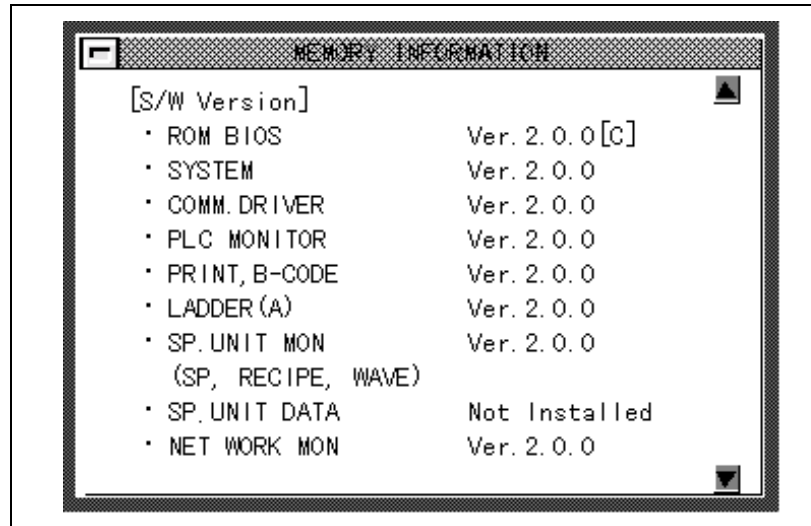 MEMORY INFORMATION
[S/W Version]
・ROM BIOS Ver.2.0.0[C]
・SYSTEM Ver.2.0.0
・COMM.DRIVER Ver.2.0.0
・PLC MONITOR Ver.2.0.0
・PRINT,B-CODE Ver.2.0.0
・LADDER(A) Ver.2.0.0
・SP.UNIT MON Ver.2.0.0
(SP, RECIPE, WAVE)
・SP.UNIT DATA Not Installed
・NET WORK MON Ver.2.0.0